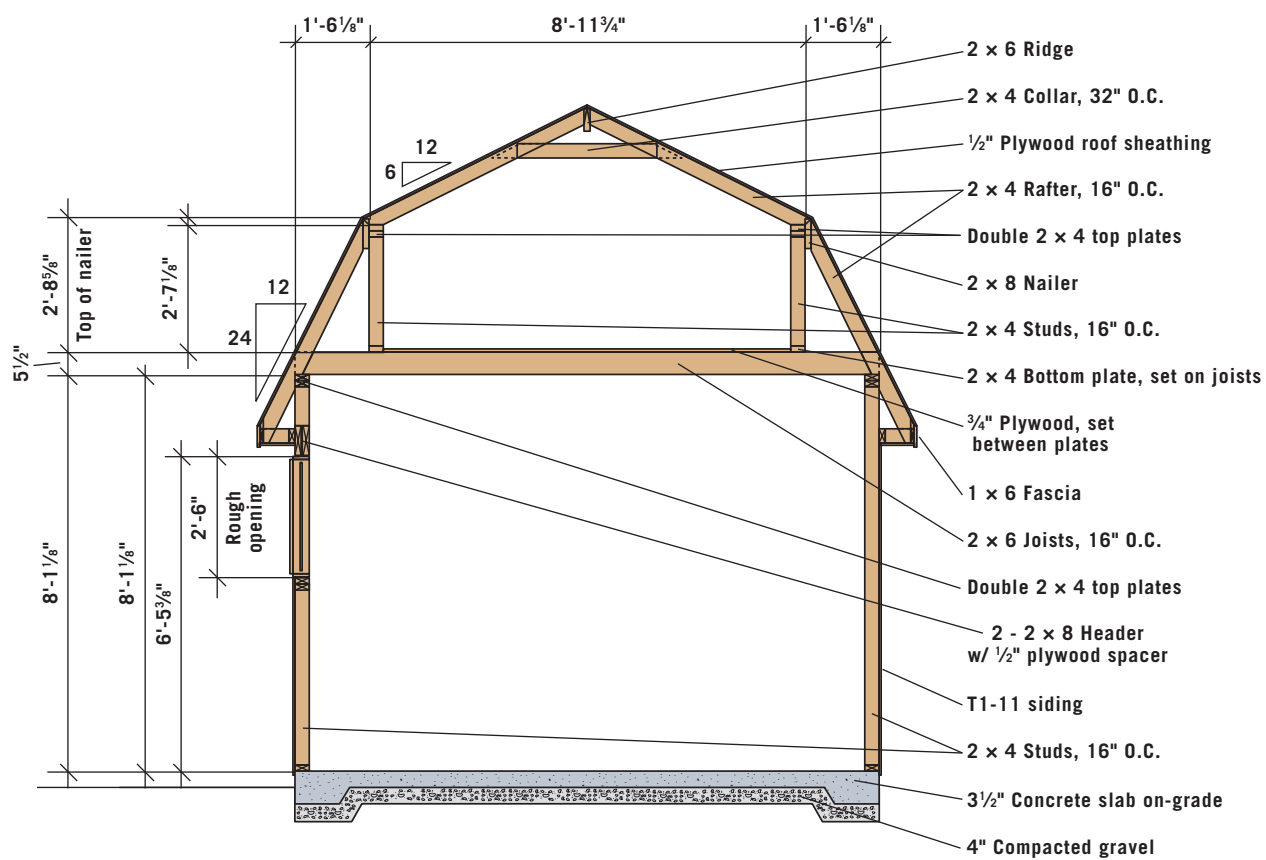 1'-6⅛"
8'-11¾"
1'-6⅛"
2 × 6 Ridge
2 × 4 Collar, 32" O.C.
½" Plywood roof sheathing
2 × 4 Rafter, 16" O.C.
Double 2 × 4 top plates
2 × 8 Nailer
2 × 4 Studs, 16" O.C.
2 × 4 Bottom plate, set on joists
¾" Plywood, set
between plates
1 × 6 Fascia
2 × 6 Joists, 16" O.C.
Double 2 × 4 top plates
2 - 2 × 8 Header
w/ ½" plywood spacer
T1-11 siding
2 × 4 Studs, 16" O.C.
3½" Concrete slab on-grade
4" Compacted gravel
12
6
12
24
2'-8⅝"
Top of nailer
2'-7⅛"
5½"
8'-1⅛"
8'-1⅛"
6'-5⅜"
2'-6"
Rough
opening